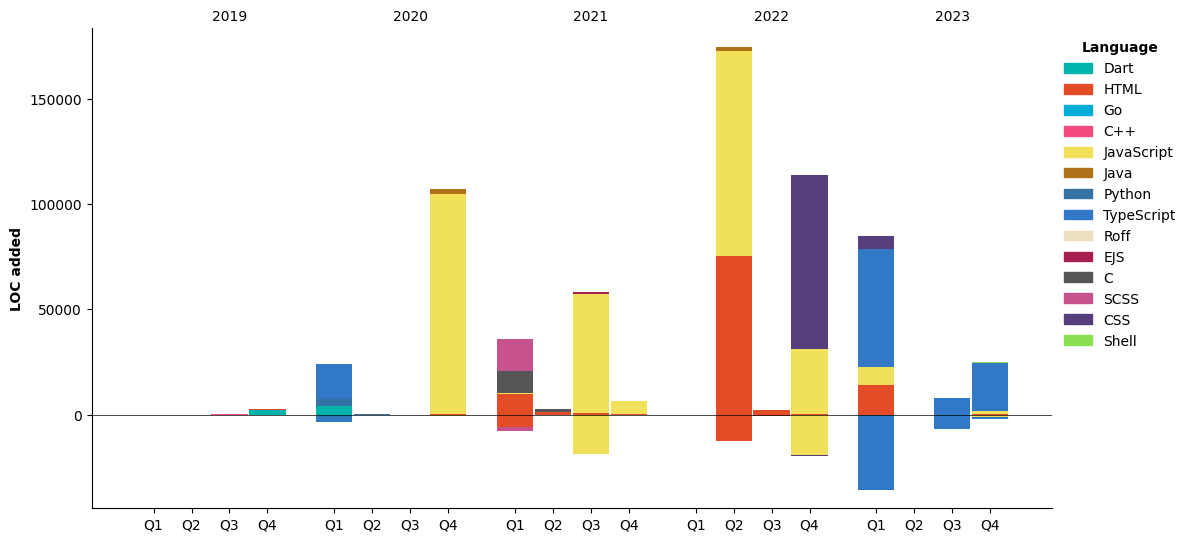 2019 2020 2021 2022 2023
LOC added
150000
100000
50000
0
Q1 Q2 Q3 Q4 Q1 Q2 Q3 Q4 Q1 Q2 Q3 Q4 Q1 Q2 Q3 Q4 Q1 Q2 Q3 Q4
Language
Dart
HTML
Go
C++
JavaScript
Java
Python
TypeScript
Roff
EJS
C
SCSS
CSS
Shell